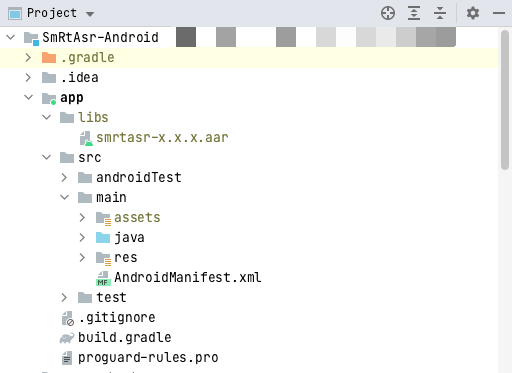 Project
SmRtAsr-Android
.gradle
.idea
app
libs
smrtasr-x.x.x.aar
src
androidTest
main
assets
java
res
AndroidManifest.xml
test
.gitignore
build.gradle
proguard-rules.pro